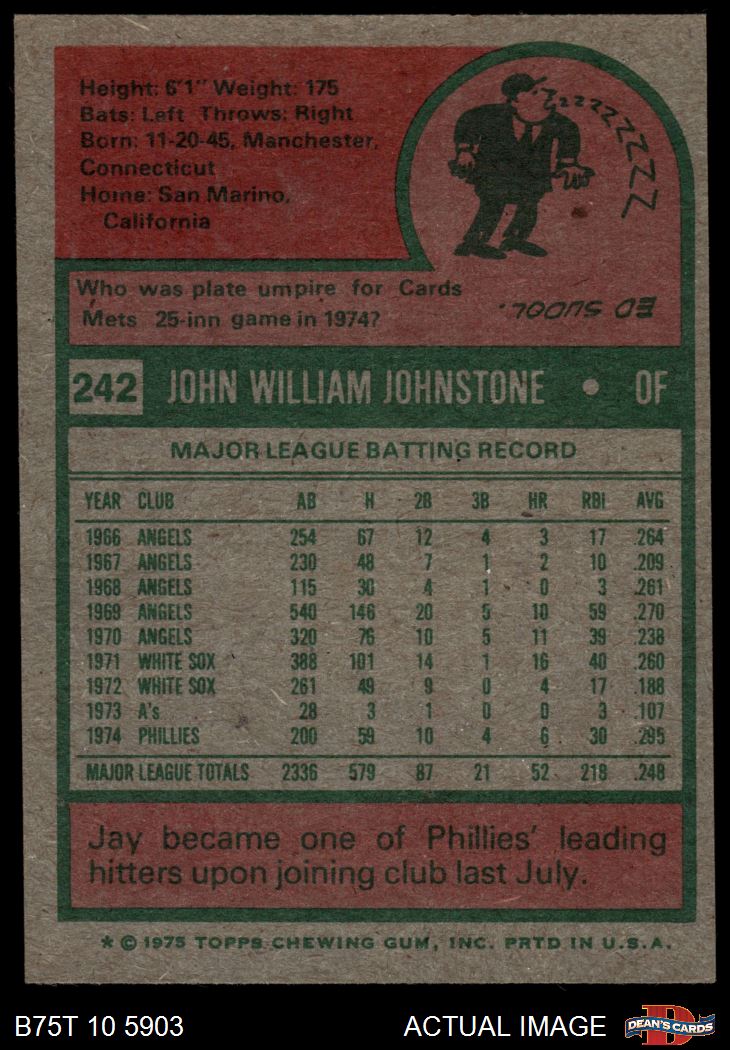 Height: 6'1" Weight: 175
Bats: Left Throws: Right
Born: 11-20-45, Manchester,
Connecticut
Home: San Marino,
California
ZZZZZZZZZ
Who was plate umpire for Cards
Mets 25-inn game in 1974?
ED SUDOL.
242 JOHN WILLIAM JOHNSTONE • OF
MAJOR LEAGUE BATTING RECORD
YEAR CLUB AB H 2B 3B HR RBI AVG
1966 ANGELS 254 67 12 4 3 17 .264
1967 ANGELS 230 48 7 1 2 10 .209
1968 ANGELS 115 30 4 1 0 3 .261
1969 ANGELS 540 146 20 5 10 59 .270
1970 ANGELS 320 76 10 5 11 39 .238
1971 WHITE SOX 388 101 14 1 16 40 .260
1972 WHITE SOX 261 49 9 0 4 17 .188
1973 A's 28 3 1 0 0 3 .107
1974 PHILLIES 200 59 10 4 6 30 .295
MAJOR LEAGUE TOTALS 2336 579 87 21 52 218 .248
Jay became one of Phillies' leading
hitters upon joining club last July.
* © 1975 TOPPS CHEWING GUM, INC. PRTD IN U.S.A.
B75T 10 5903 ACTUAL IMAGE D DEAN'S CARDS